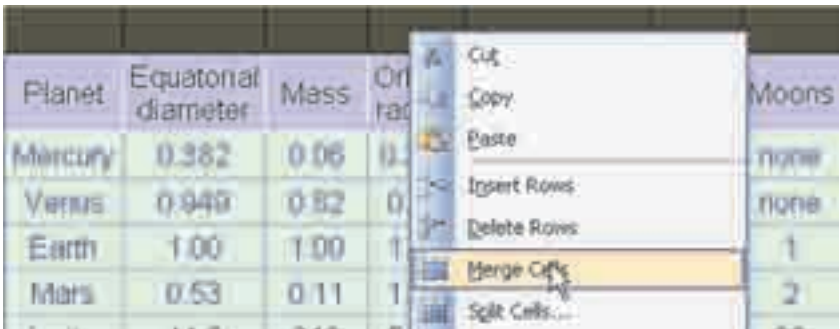 Cut
Copy
Paste
Insert Rows
Delete Rows
Merge Cells
Split Cells...
Planet Equatorial diameter Mass Moons
Mercury 0.382 0.06 none
Venus 0.949 0.82 none
Earth 1.00 1.00 1
Mars 0.53 0.11 2